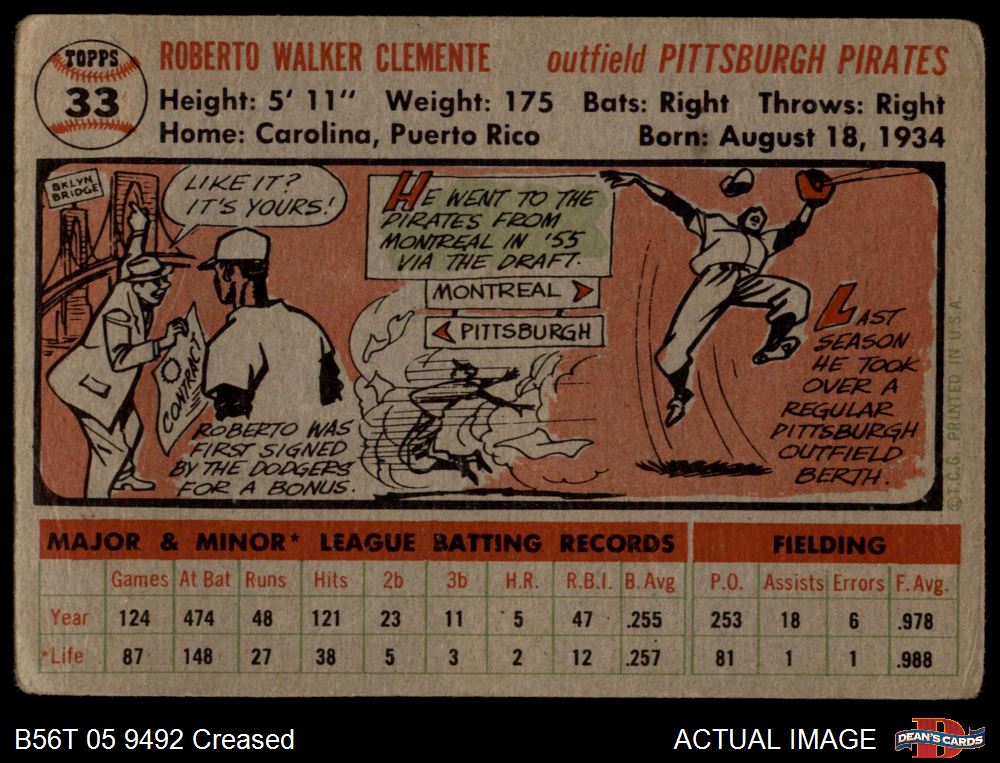 TOPPS
33
ROBERTO WALKER CLEMENTE outfield PITTSBURGH PIRATES
Height: 5' 11" Weight: 175 Bats: Right Throws: Right
Home: Carolina, Puerto Rico Born: August 18, 1934
BKLYN
BRIDGE
LIKE IT?
IT'S YOURS!
CONTRACT
ROBERTO WAS
FIRST SIGNED
BY THE DODGERS
FOR A BONUS.
HE WENT TO THE
PIRATES FROM
MONTREAL IN '55
VIA THE DRAFT.
MONTREAL
PITTSBURGH
LAST
SEASON
HE TOOK
OVER A
REGULAR
PITTSBURGH
OUTFIELD
BERTH.
© T.C.G. PRINTED IN U.S.A.
MAJOR & MINOR* LEAGUE BATTING RECORDS FIELDING
Games At Bat Runs Hits 2b 3b H.R. R.B.I. B. Avg P.O. Assists Errors F. Avg.
Year 124 474 48 121 23 11 5 47 .255 253 18 6 .978
*Life 87 148 27 38 5 3 2 12 .257 81 1 1 .988
B56T 05 9492 Creased ACTUAL IMAGE DEAN'S CARDS